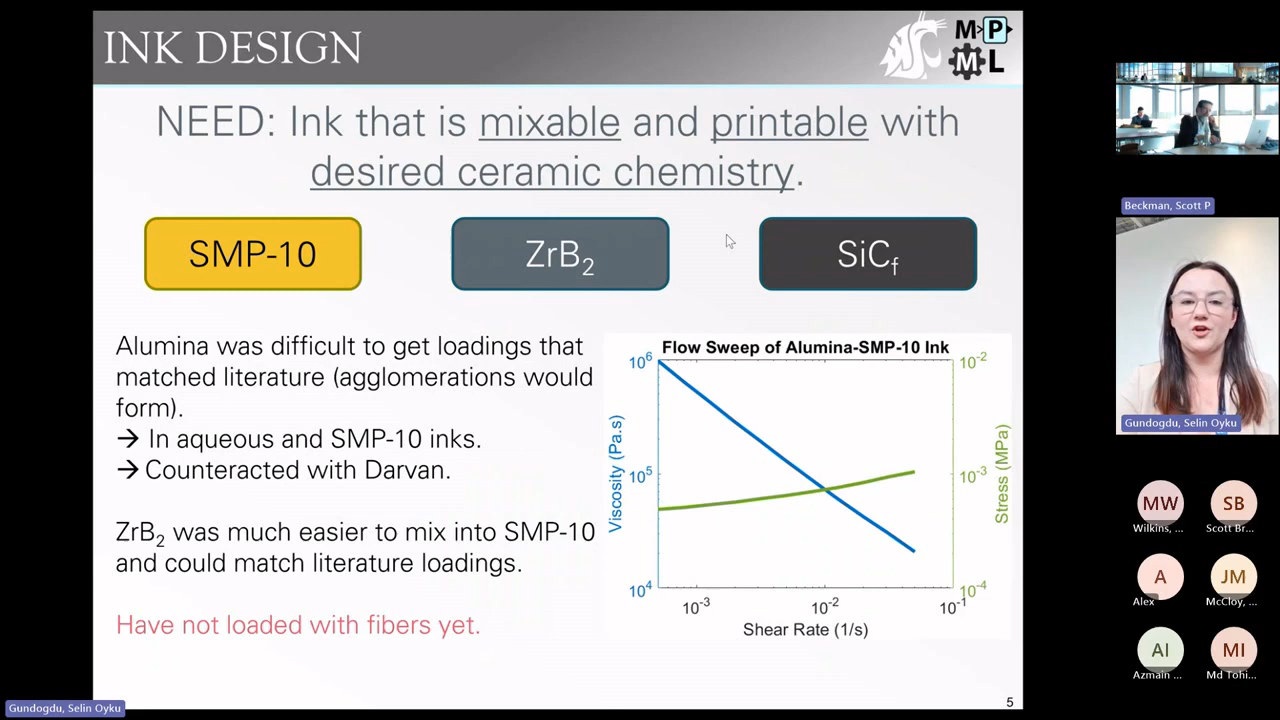 INK DESIGN
M P
M L
NEED: Ink that is mixable and printable with
desired ceramic chemistry.
SMP-10
ZrB₂
SiCf
Alumina was difficult to get loadings that
matched literature (agglomerations would
form).
→ In aqueous and SMP-10 inks.
→ Counteracted with Darvan.
ZrB₂ was much easier to mix into SMP-10
and could match literature loadings.
Have not loaded with fibers yet.
Flow Sweep of Alumina-SMP-10 Ink
10⁶
10⁵
10⁴
Viscosity (Pa.s)
10⁻²
10⁻³
10⁻⁴
Stress (MPa)
10⁻³
10⁻²
10⁻¹
Shear Rate (1/s)
5
Gundogdu, Selin Oyku
Beckman, Scott P
Gundogdu, Selin Oyku
MW
Wilkins, ...
SB
Scott Br...
A
Alex
JM
McCloy, ...
AI
Azmain ...
MI
Md Tohi...